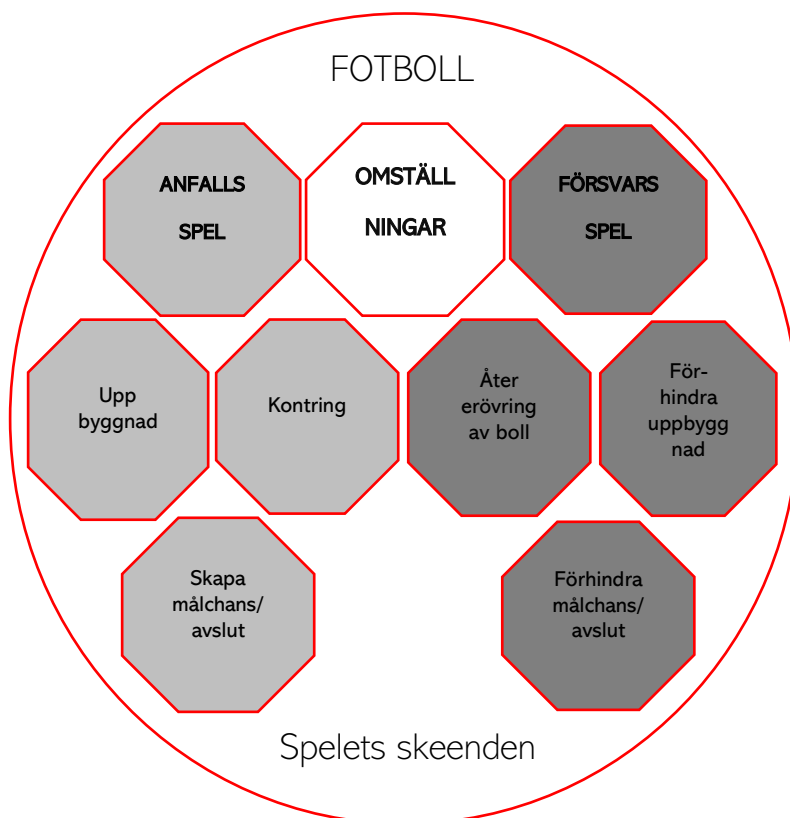 FOTBOLL
ANFALLS
SPEL
OMSTÄLL
NINGAR
FÖRSVARS
SPEL
Upp
byggnad
Kontring
Åter
erövring
av boll
För-
hindra
uppbygg
nad
Skapa
målchans/
avslut
Förhindra
målchans/
avslut
Spelets skeenden